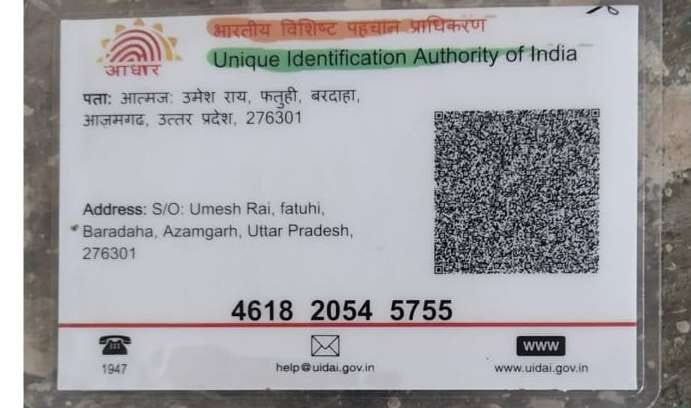 भारतीय विशिष्ट पहचान प्राधिकरण
Unique Identification Authority of India
आधार
पता: आत्मज: उमेश राय, फतुही, बरदाहा,
आज़मगढ, उत्तर प्रदेश, 276301
Address: S/O: Umesh Rai, fatuhi,
Baradaha, Azamgarh, Uttar Pradesh,
276301
4618 2054 5755
1947
help@uidai.gov.in
www
www.uidai.gov.in